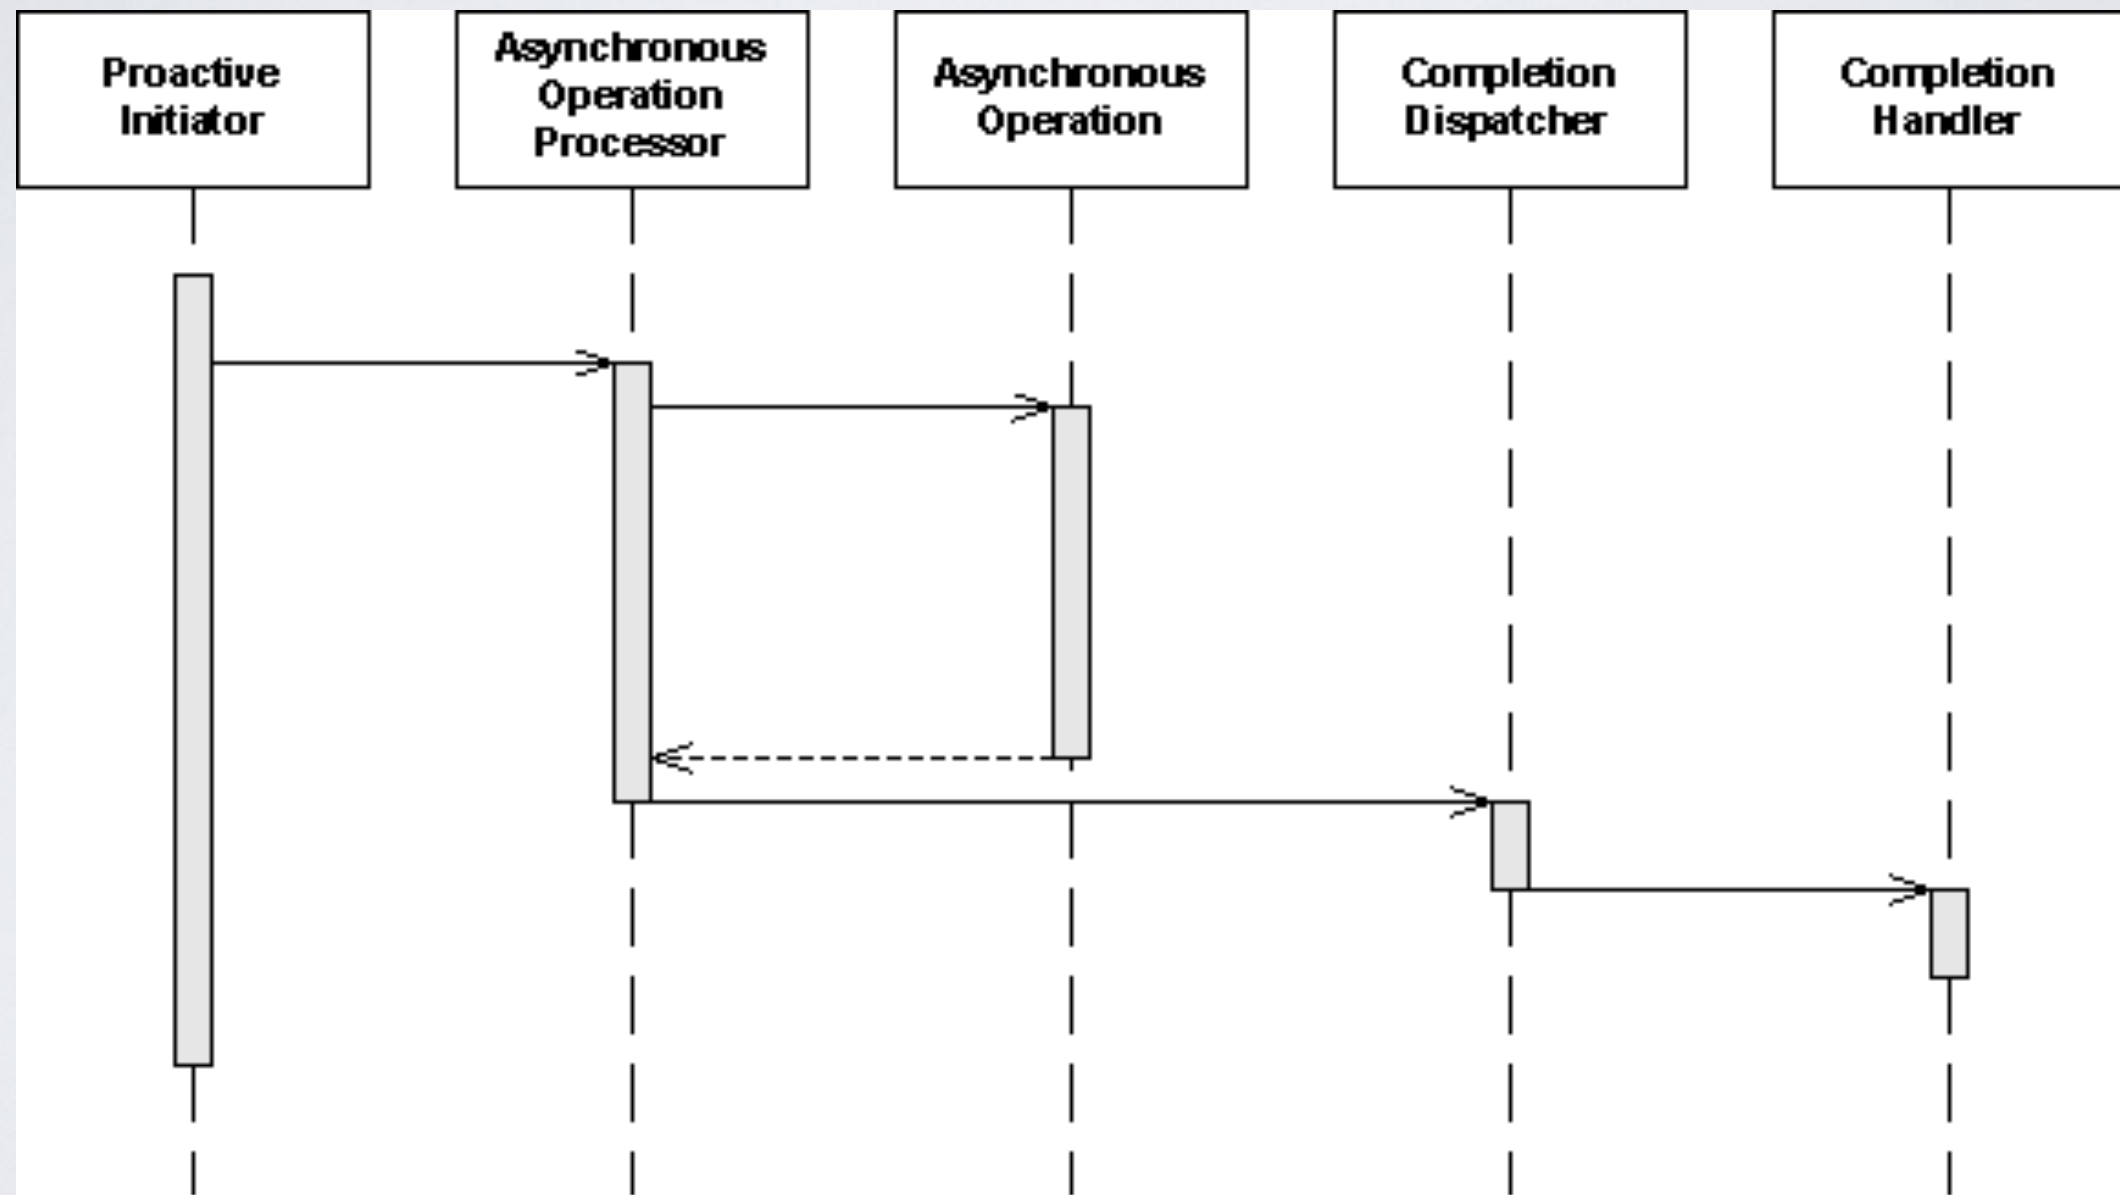 Proactive
Initiator
Asynchronous
Operation
Processor
Asynchronous
Operation
Completion
Dispatcher
Completion
Handler